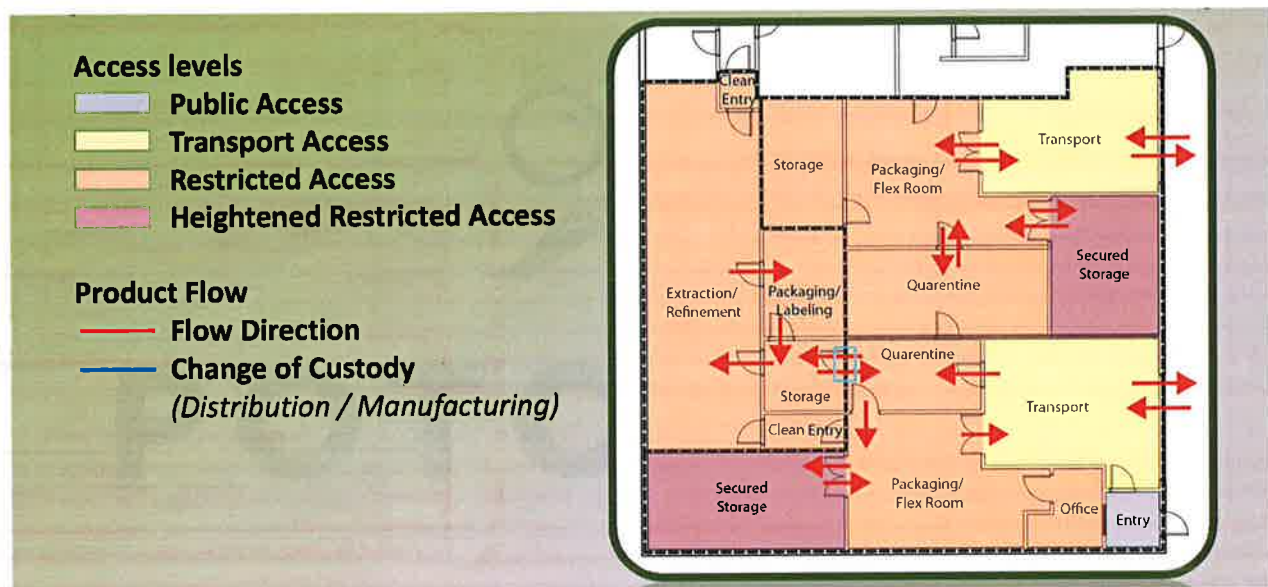 Access levels
Public Access
Transport Access
Restricted Access
Heightened Restricted Access
Product Flow
Flow Direction
Change of Custody
(Distribution / Manufacturing)
Clean
Entry
Storage
Packaging/
Flex Room
Transport
Secured
Storage
Extraction/
Refinement
Packaging/
Labeling
Quarentine
Quarentine
Storage
Transport
Clean Entry
Secured
Storage
Packaging/
Flex Room
Office
Entry